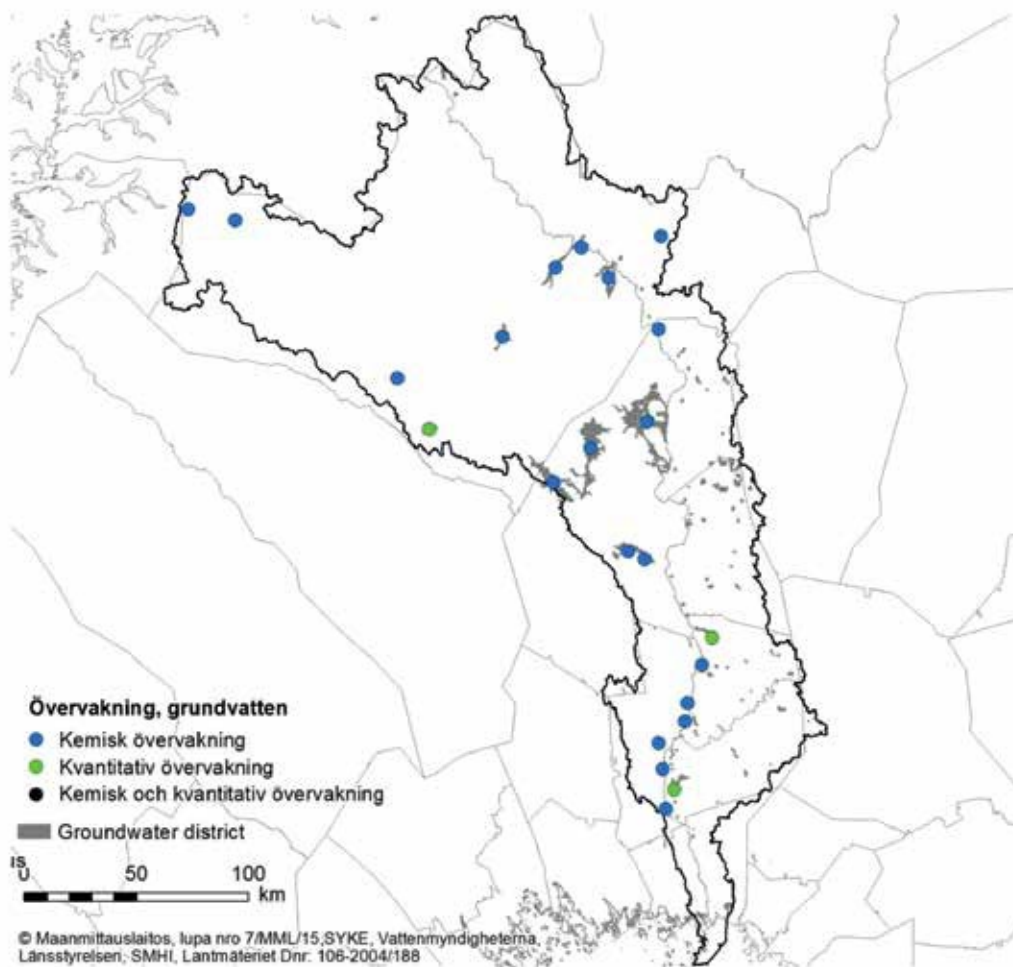 Övervakning, grundvatten
Kemisk övervakning
Kvantitativ övervakning
Kemisk och kvantitativ övervakning
Groundwater district
IS
0 50 100
km
© Maanmittauslaitos, lupa nro 7/MML/15,SYKE, Vattenmyndigheterna,
Länsstyrelsen, SMHI, Lantmäteriet Dnr: 106-2004/188